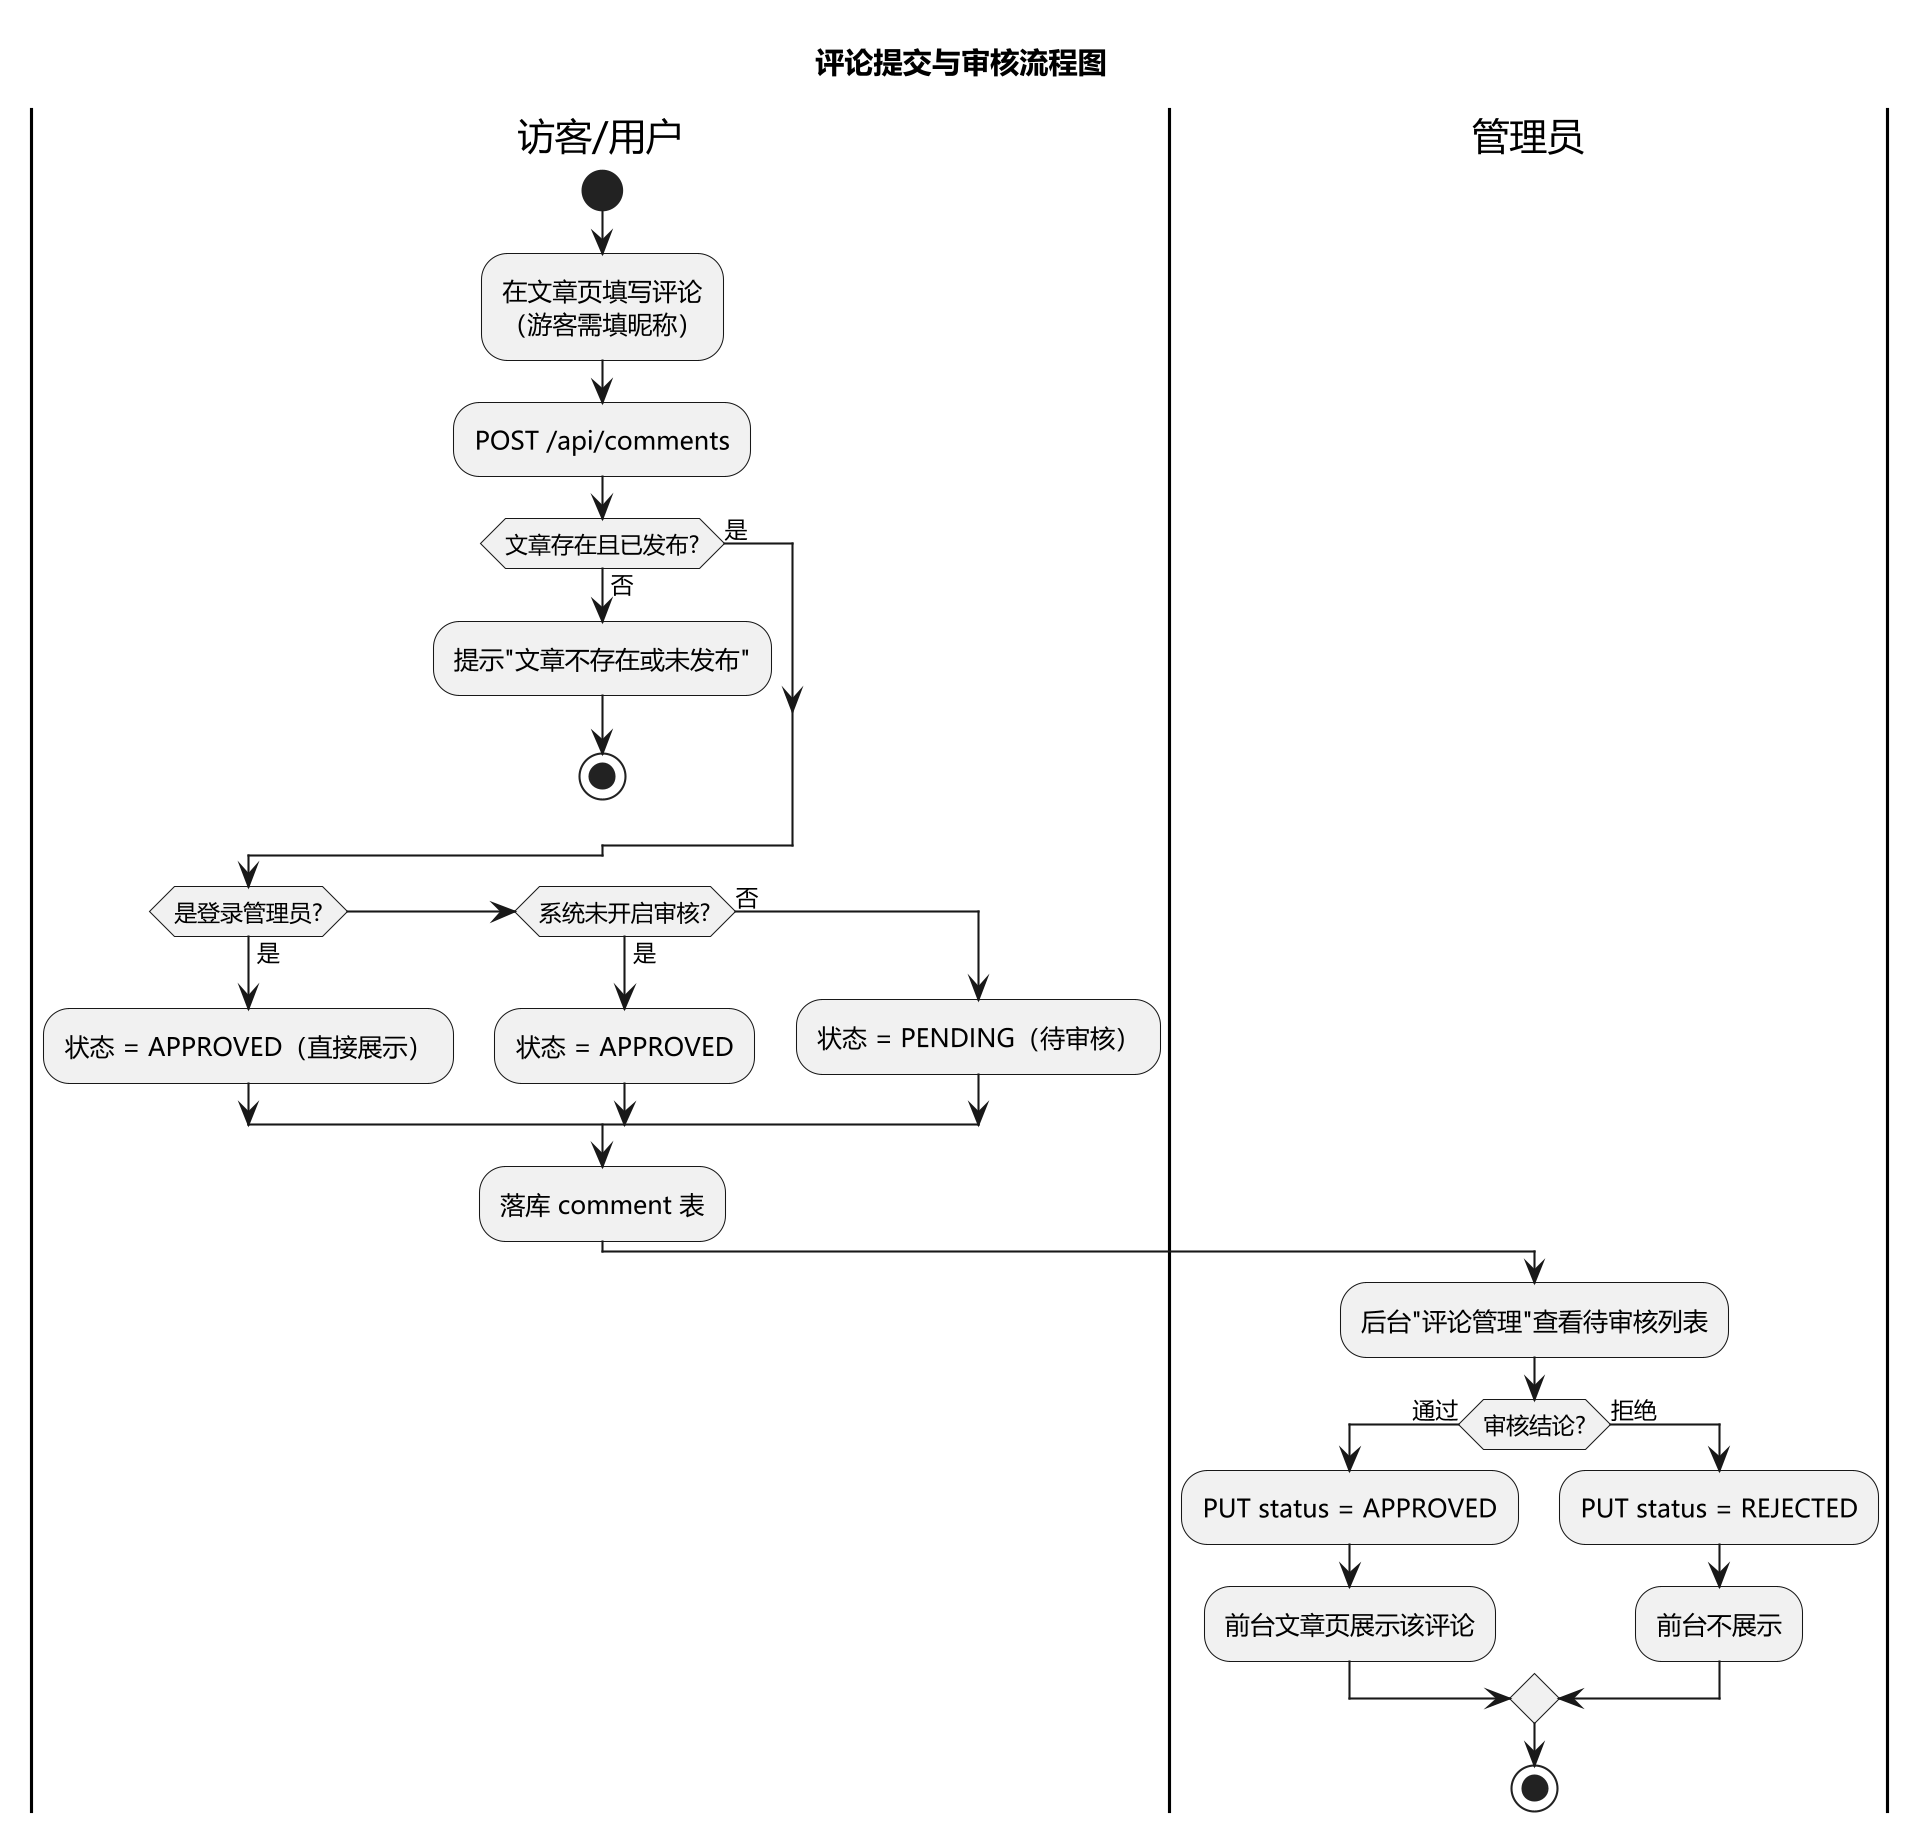 评论提交与审核流程图
访客/用户
管理员
在文章页填写评论
（游客需填昵称）
POST /api/comments
文章存在且已发布?
是
否
提示"文章不存在或未发布"
是登录管理员?
系统未开启审核?
否
是
是
状态 = APPROVED（直接展示）
状态 = APPROVED
状态 = PENDING（待审核）
落库 comment 表
后台"评论管理"查看待审核列表
通过
审核结论?
拒绝
PUT status = APPROVED
PUT status = REJECTED
前台文章页展示该评论
前台不展示